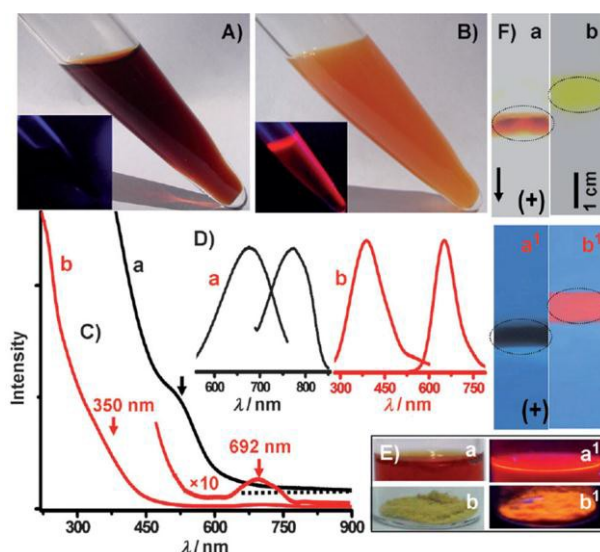 A)
B)
F) a b
(+)
1 cm
b a D)
a b
C)
Intensity
350 nm
692 nm
×10
550 700 800
λ / nm
300 450 600 750
λ / nm
a¹ b¹
(+)
E) a a¹
b b¹
300 450 600 750 900
λ / nm